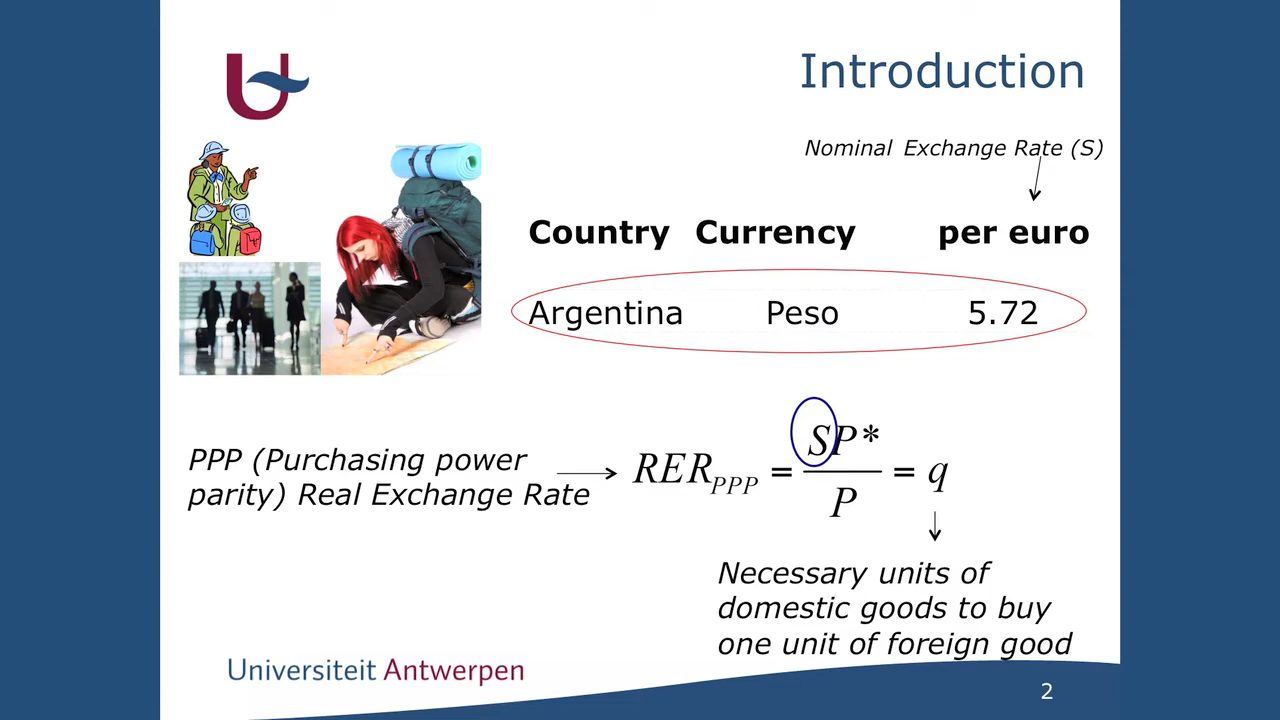 Introduction
Nominal Exchange Rate (S)
Country Currency per euro
Argentina Peso 5.72
PPP (Purchasing power
parity) Real Exchange Rate
RER_PPP = SP*/P = q
Necessary units of
domestic goods to buy
one unit of foreign good
Universiteit Antwerpen
2